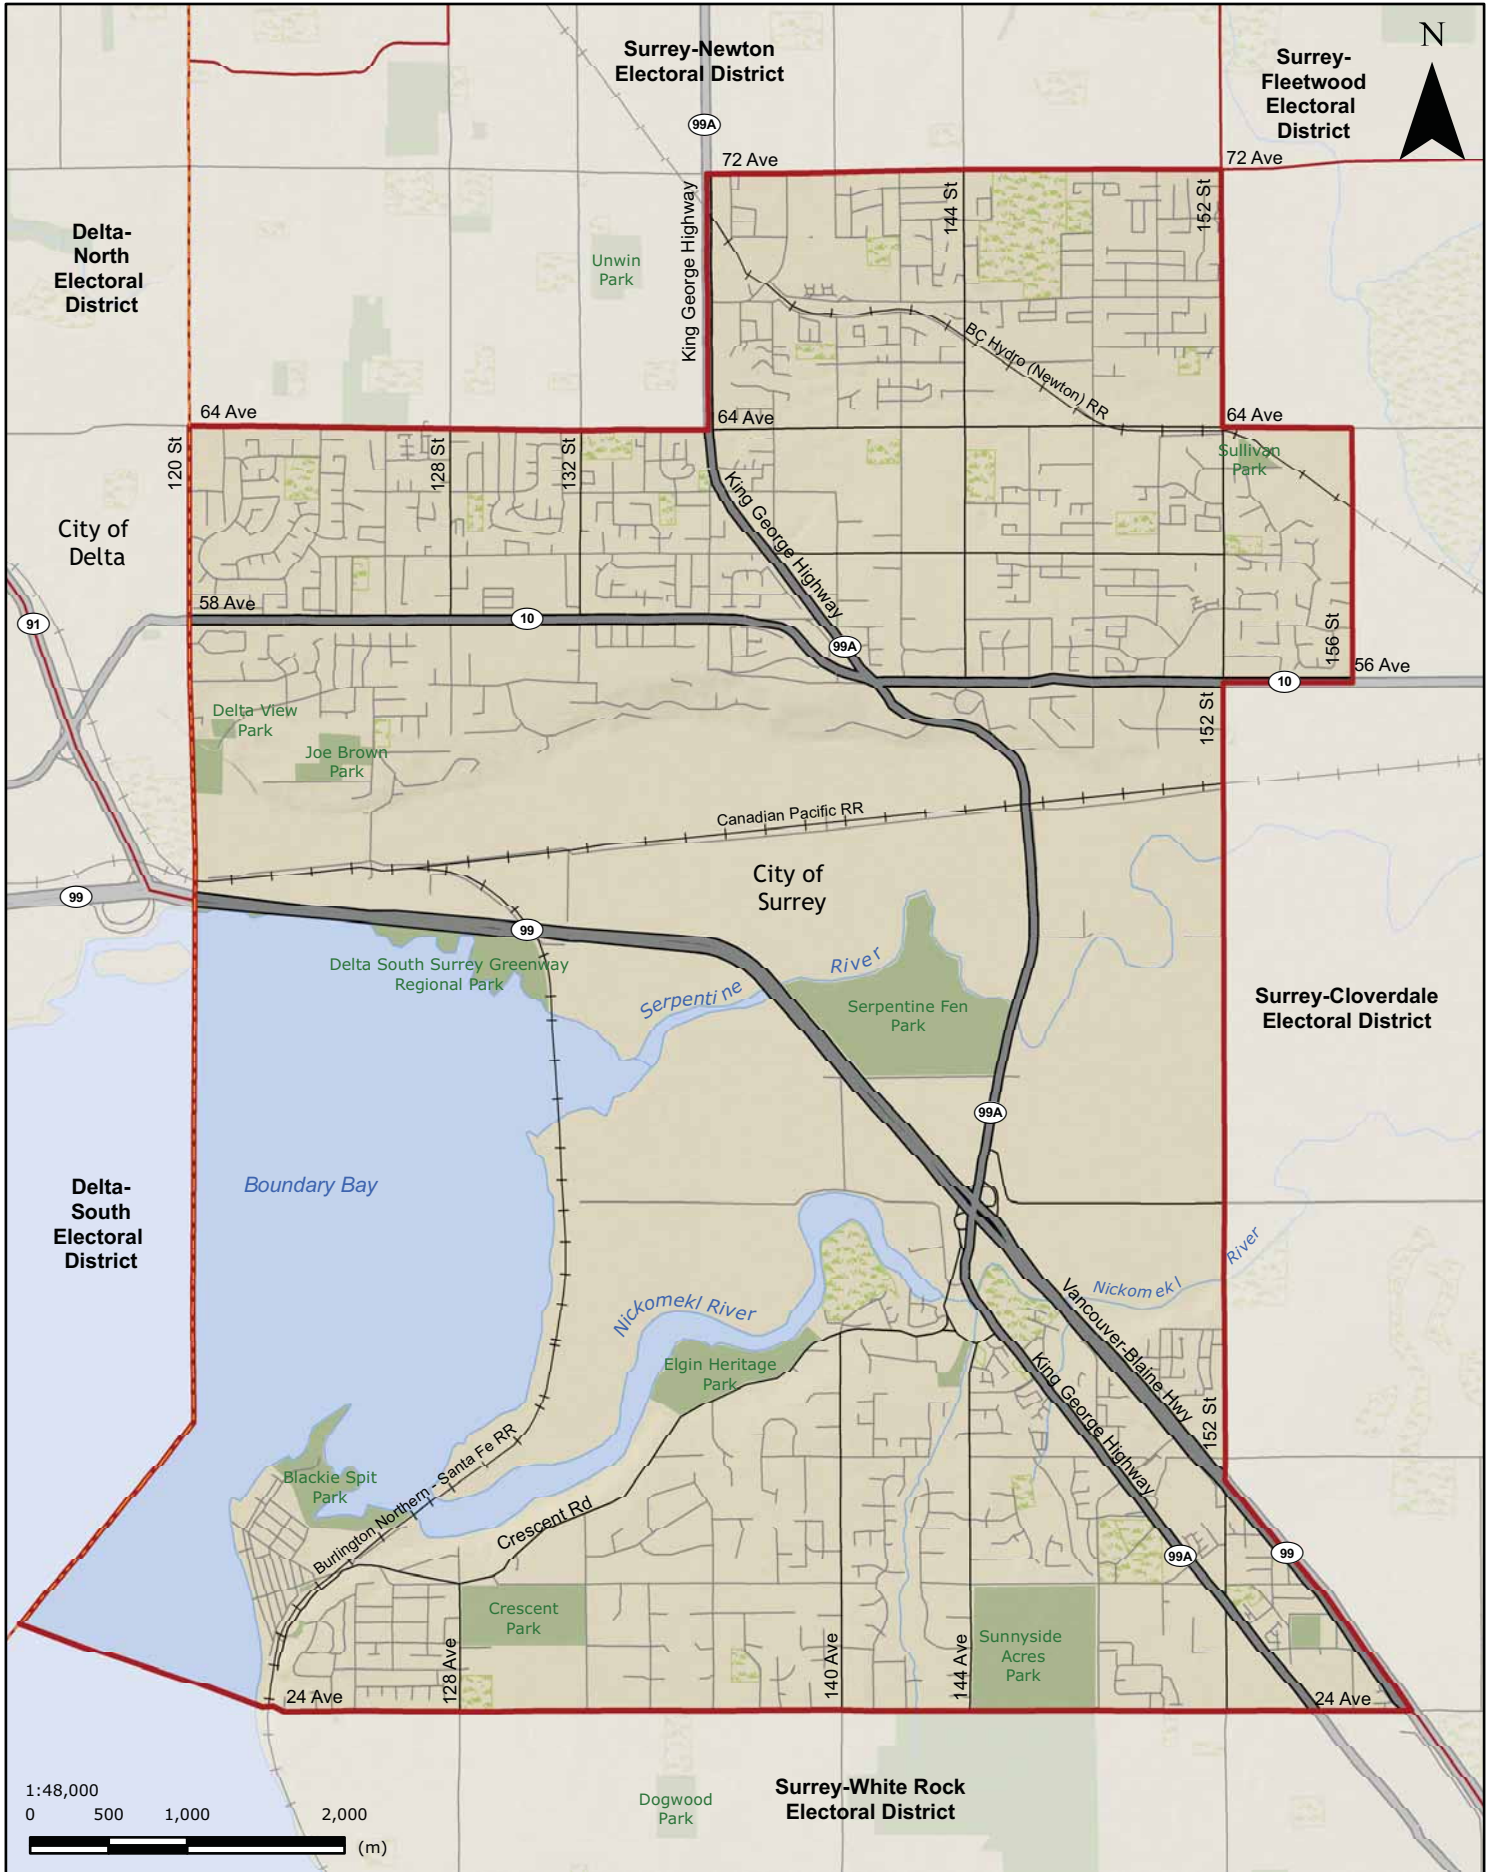 N
Surrey-Newton
Electoral District
Surrey-
Fleetwood
Electoral
District
99A
72 Ave
72 Ave
King George Highway
144 St
152 St
Delta-
North
Electoral
District
Unwin
Park
BC Hydro (Newton) RR
64 Ave
64 Ave
64 Ave
120 St
128 St
132 St
Sullivan
Park
King George Highway
City of
Delta
91
58 Ave
10
99A
156 St
56 Ave
10
152 St
Delta View
Park
Joe Brown
Park
Canadian Pacific RR
City of
Surrey
99
99
Delta South Surrey Greenway
Regional Park
Serpentine
River
Serpentine Fen
Park
Surrey-Cloverdale
Electoral District
99A
Delta-
South
Electoral
District
Boundary Bay
Nickomekl
River
Nickomekl River
Vancouver-Blaine Hwy
Elgin Heritage
Park
King George Highway
152 St
Blackie Spit
Park
Burlington Northern - Santa Fe RR
Crescent Rd
99A
99
Crescent
Park
Sunnyside
Acres
Park
128 Ave
140 Ave
144 Ave
24 Ave
24 Ave
Dogwood
Park
Surrey-White Rock
Electoral District
1:48,000
0 500 1,000 2,000
(m)